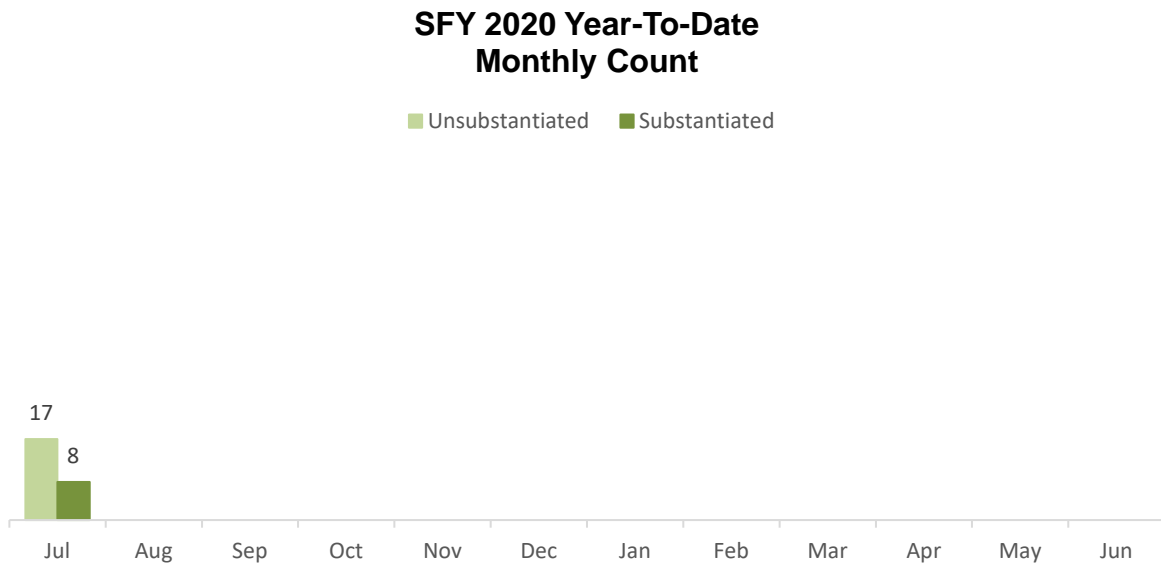 SFY 2020 Year-To-Date
Monthly Count
Unsubstantiated Substantiated
17
8
Jul Aug Sep Oct Nov Dec Jan Feb Mar Apr May Jun